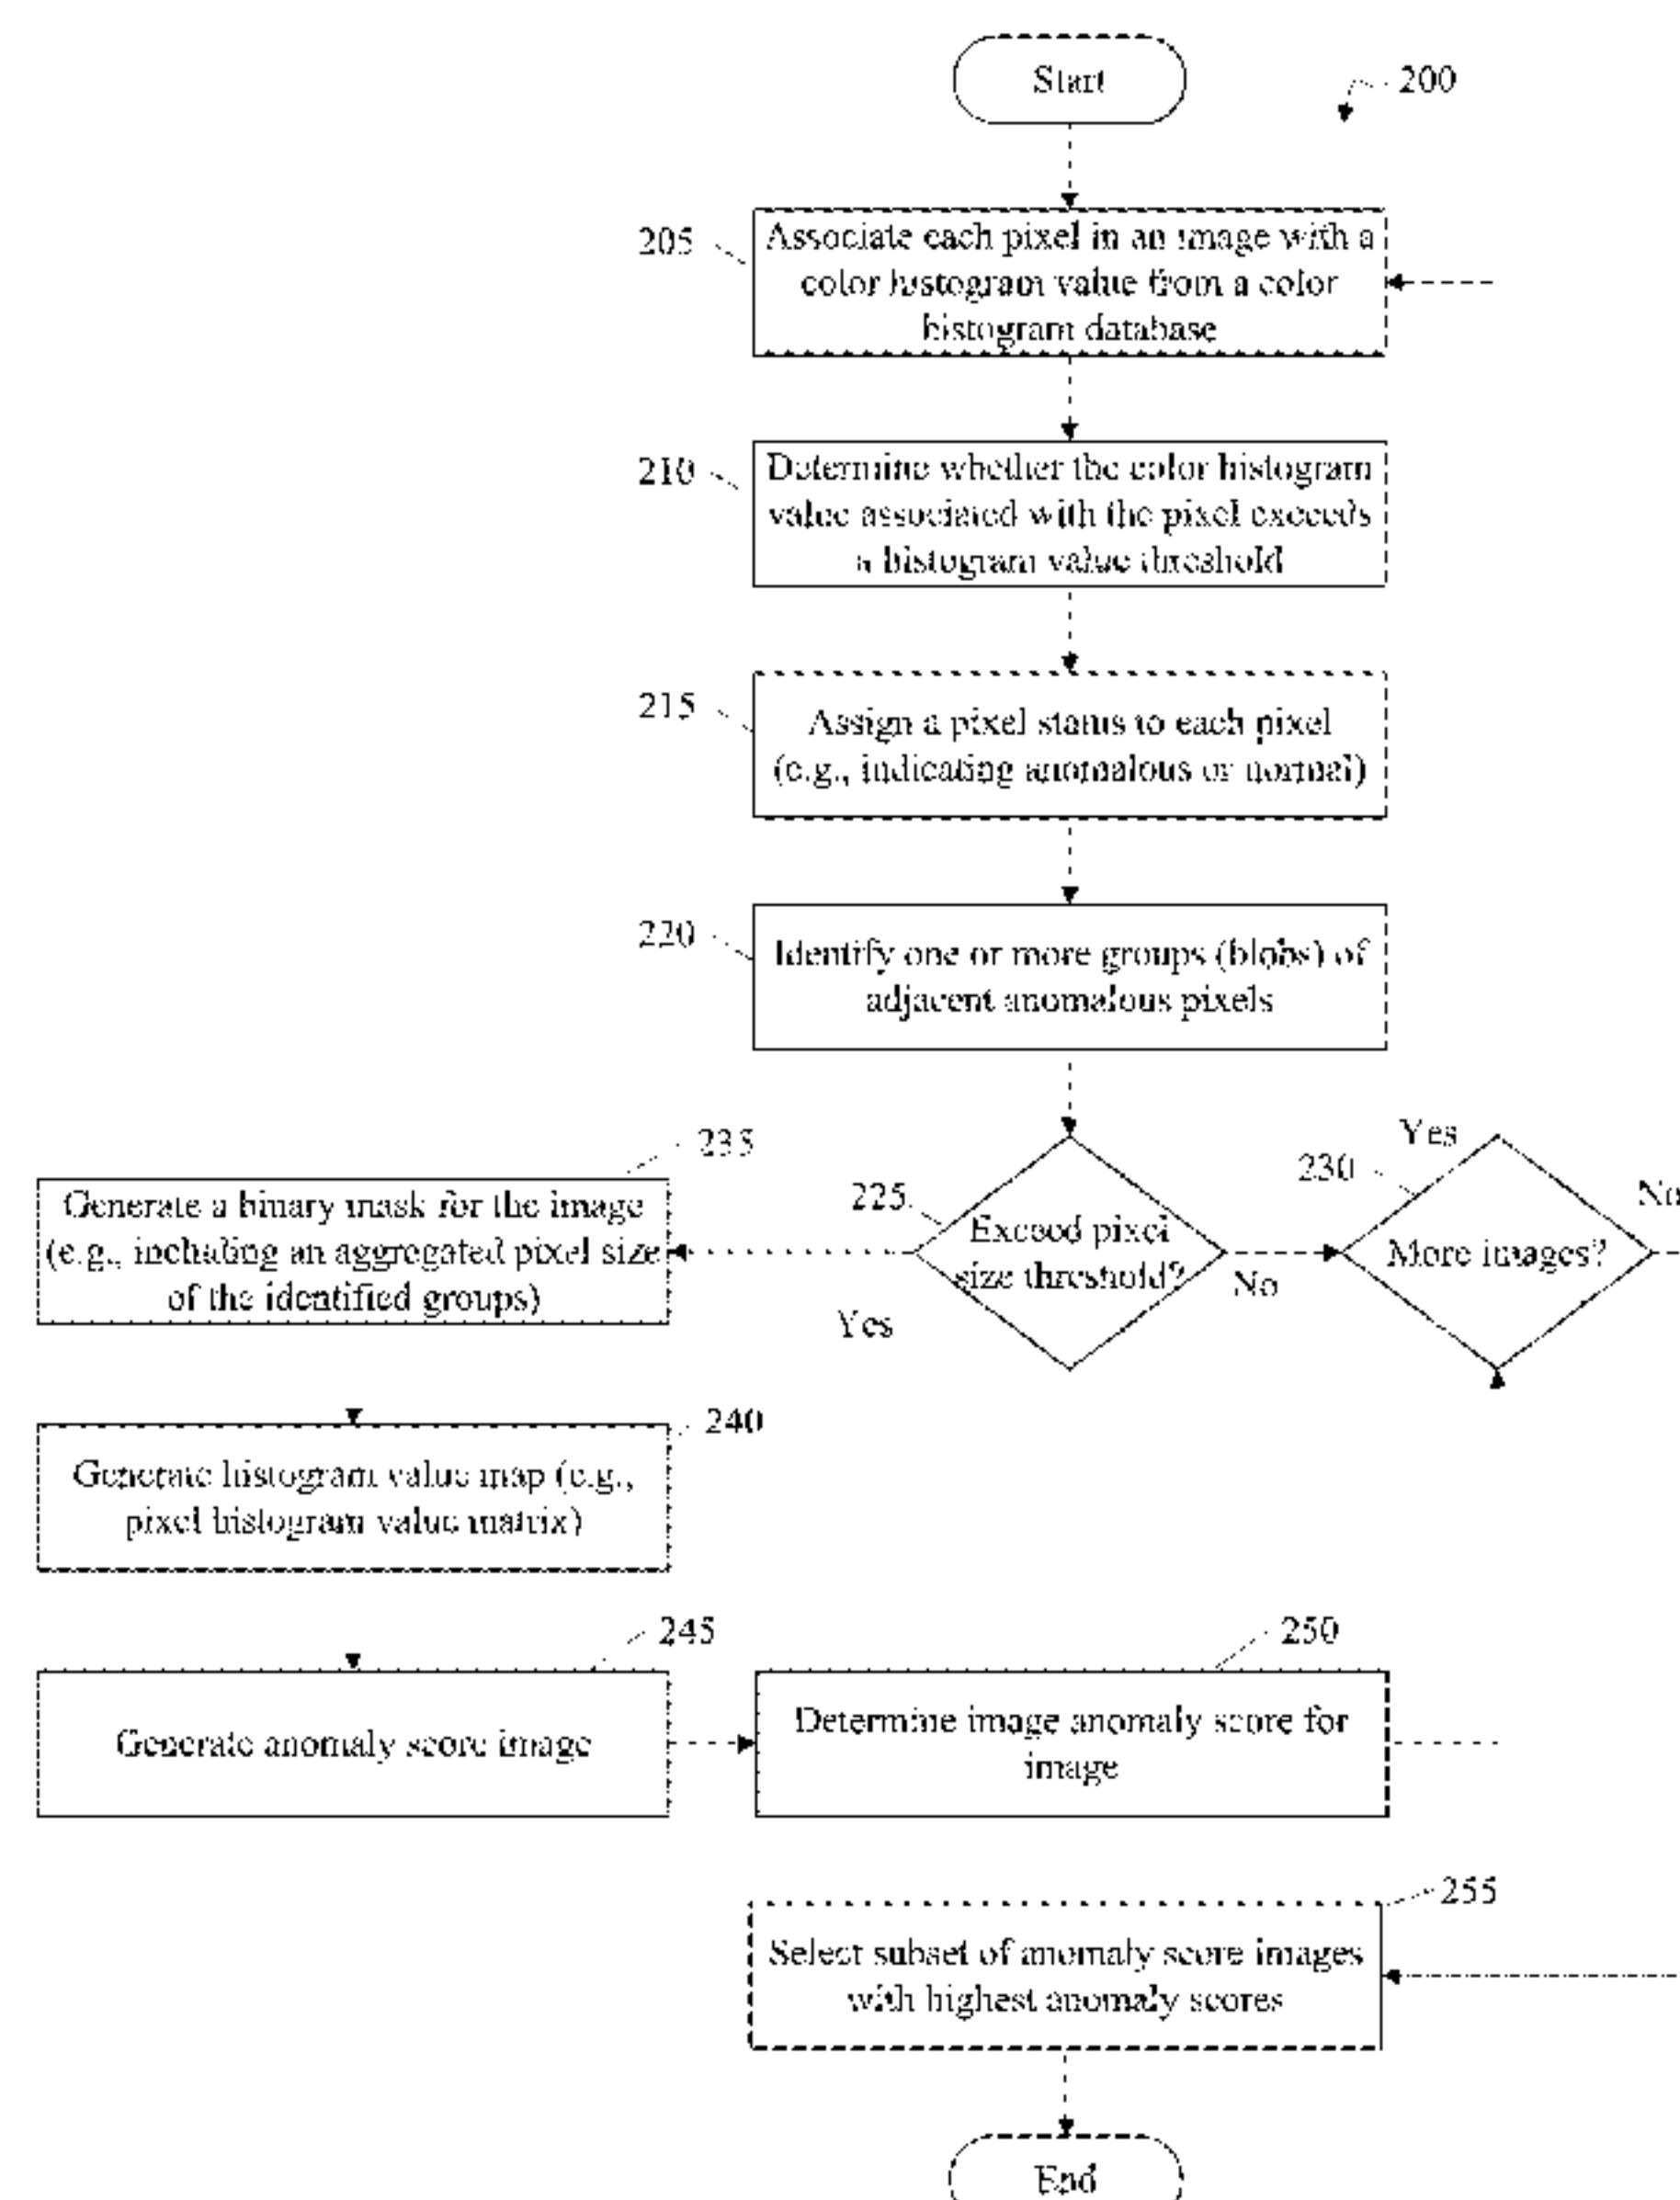 Start
200
205
Associate each pixel in an image with a
color histogram value from a color
histogram database
210
Determine whether the color histogram
value associated with the pixel exceeds
a histogram value threshold
215
Assign a pixel status to each pixel
(e.g., indicating anomalous or normal)
220
Identify one or more groups (blobs) of
adjacent anomalous pixels
235
Generate a binary mask for the image
(e.g., including an aggregated pixel size
of the identified groups)
225
Exceed pixel
size threshold?
Yes
No
230
Yes
More images?
No
240
Generate histogram value map (e.g.,
pixel histogram value matrix)
245
Generate anomaly score image
250
Determine image anomaly score for
image
255
Select subset of anomaly score images
with highest anomaly scores
End